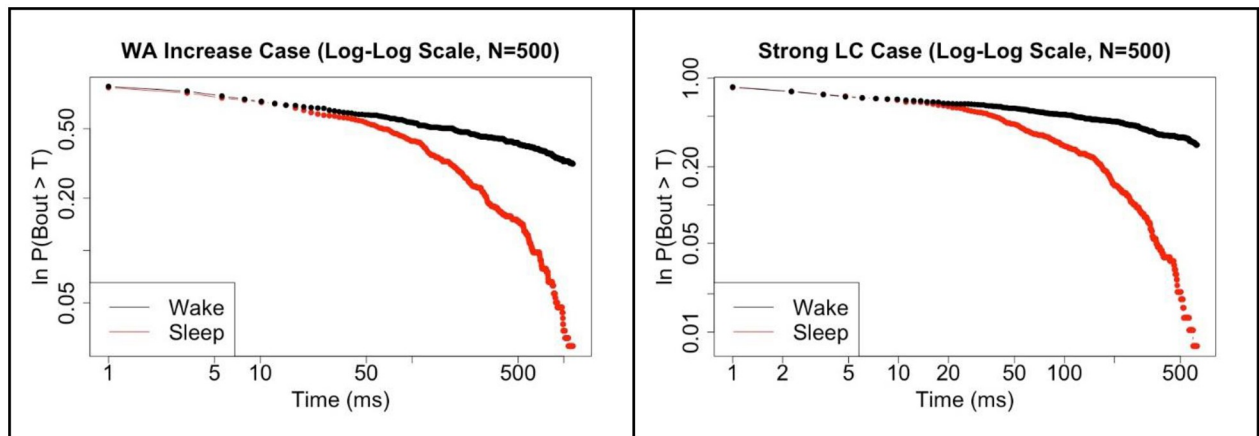 WA Increase Case (Log-Log Scale, N=500)
ln P(Bout > T)
0.50
0.20
0.05
Wake
Sleep
1
5
10
50
500
Time (ms)
Strong LC Case (Log-Log Scale, N=500)
ln P(Bout > T)
1.00
0.20
0.05
0.01
Wake
Sleep
1
2
5
10
20
50
100
500
Time (ms)